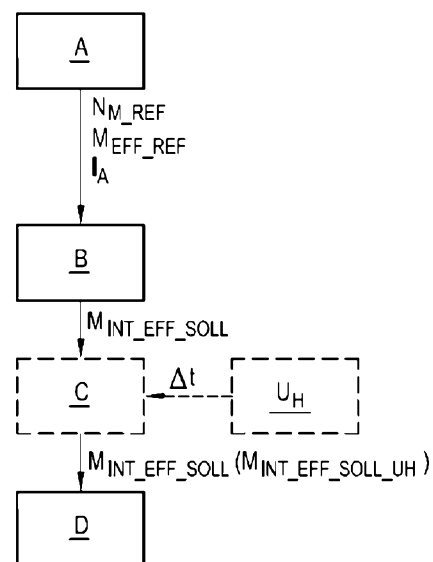 A
N_M_REF
M_EFF_REF
I_A
B
M_INT_EFF_SOLL
C
Δt
U_H
M_INT_EFF_SOLL (M_INT_EFF_SOLL_UH)
D